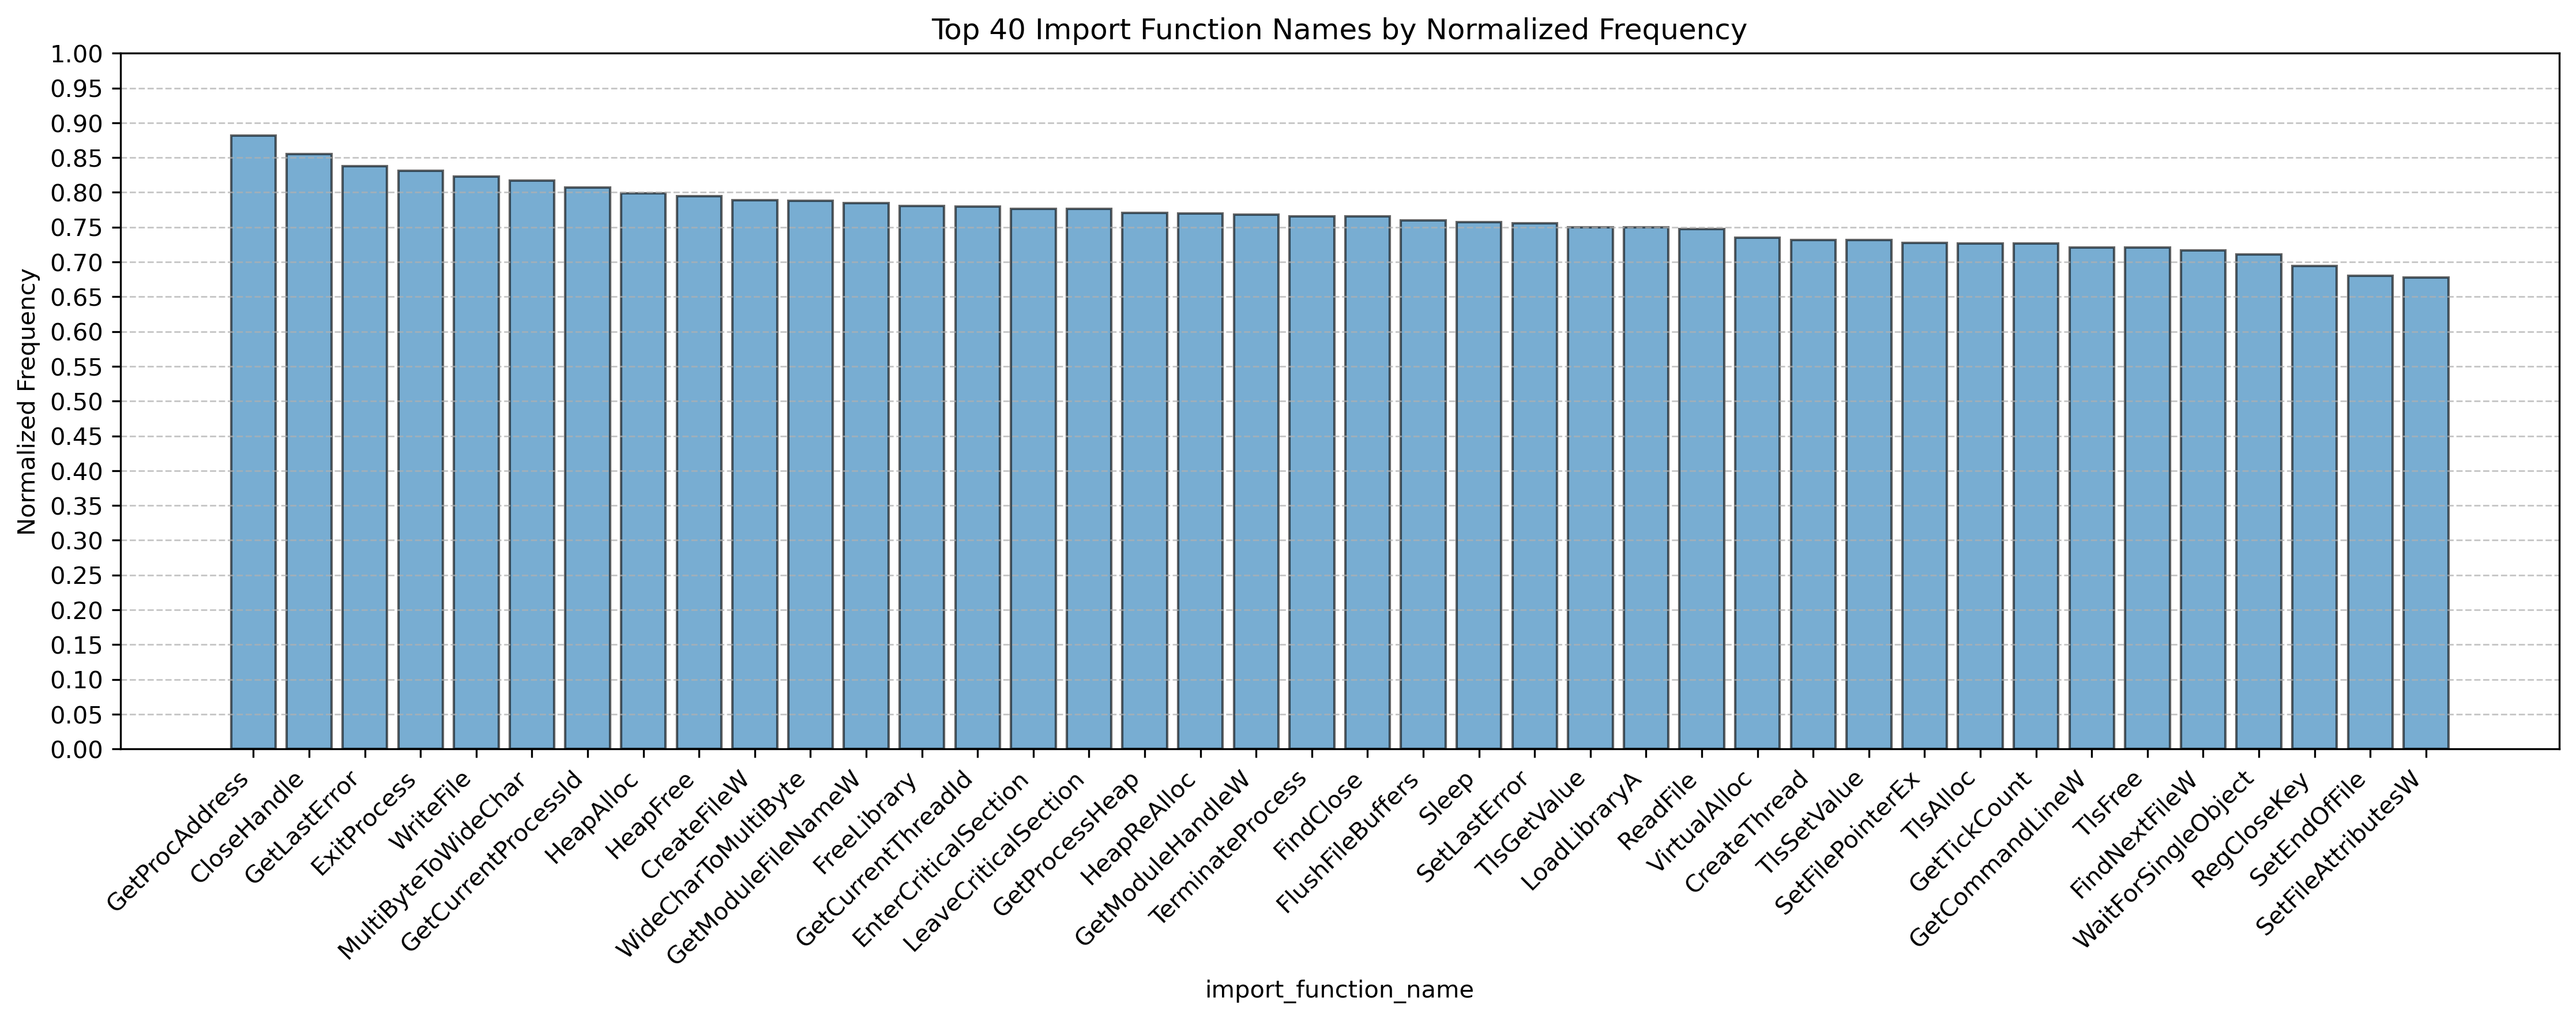 Top 40 Import Function Names by Normalized Frequency
Normalized Frequency
1.00
0.95
0.90
0.85
0.80
0.75
0.70
0.65
0.60
0.55
0.50
0.45
0.40
0.35
0.30
0.25
0.20
0.15
0.10
0.05
0.00
GetProcAddress
CloseHandle
GetLastError
ExitProcess
WriteFile
MultiByteToWideChar
GetCurrentProcessId
HeapAlloc
HeapFree
CreateFileW
WideCharToMultiByte
GetModuleFileNameW
FreeLibrary
GetCurrentThreadId
EnterCriticalSection
LeaveCriticalSection
GetProcessHeap
HeapReAlloc
GetModuleHandleW
TerminateProcess
FindClose
FlushFileBuffers
Sleep
SetLastError
TlsGetValue
LoadLibraryA
ReadFile
VirtualAlloc
CreateThread
TlsSetValue
SetFilePointerEx
TlsAlloc
GetTickCount
GetCommandLineW
TlsFree
FindNextFileW
WaitForSingleObject
RegCloseKey
SetEndOfFile
SetFileAttributesW
import_function_name